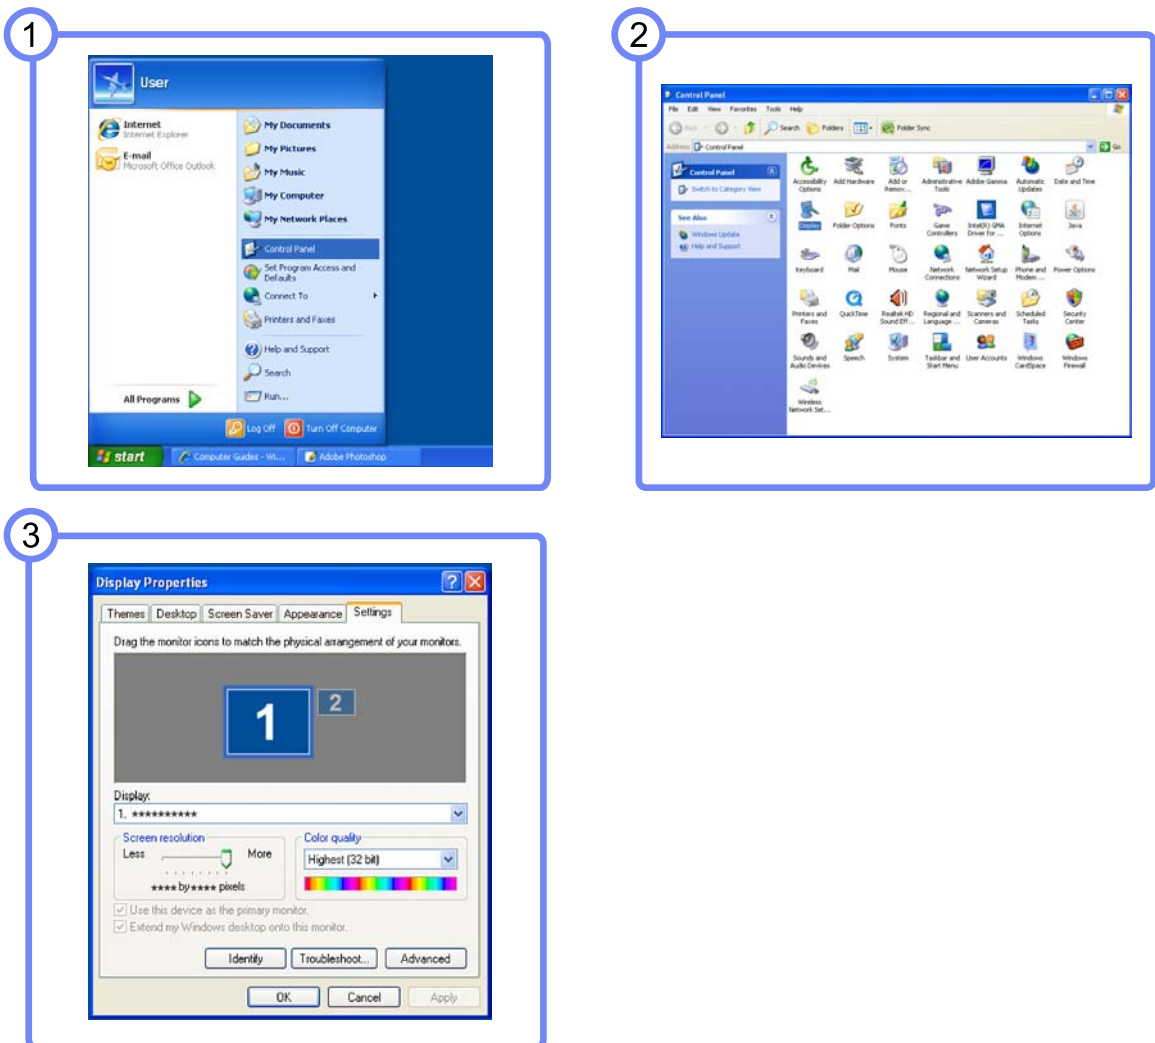 1
User
Internet
Internet Explorer
E-mail
Microsoft Office Outlook
All Programs
My Documents
My Pictures
My Music
My Computer
My Network Places
Control Panel
Set Program Access and
Defaults
Connect To
Printers and Faxes
Help and Support
Search
Run...
Log Off
Turn Off Computer
start
Computer Guides - Wi...
Adobe Photoshop
2
Control Panel
File Edit View Favorites Tools Help
Back Search Folders Folder Sync
Address Control Panel Go
Control Panel
Switch to Category View
See Also
Windows Update
Help and Support
Accessibility
Options
Add Hardware
Add or
Remov...
Administrative
Tools
Adobe Gamma
Automatic
Updates
Date and Time
Display
Folder Options
Fonts
Game
Controllers
Intel(R) GMA
Driver for ...
Internet
Options
Java
Keyboard
Mail
Mouse
Network
Connections
Network Setup
Wizard
Phone and
Modem ...
Power Options
Printers and
Faxes
QuickTime
Realtek HD
Sound Eff...
Regional and
Language ...
Scanners and
Cameras
Scheduled
Tasks
Security
Center
Sounds and
Audio Devices
Speech
System
Taskbar and
Start Menu
User Accounts
Windows
CardSpace
Windows
Firewall
Wireless
Network Set...
3
Display Properties
Themes Desktop Screen Saver Appearance Settings
Drag the monitor icons to match the physical arrangement of your monitors.
1
2
Display:
1. **********
Screen resolution
Less More
**** by **** pixels
Color quality
Highest (32 bit)
Use this device as the primary monitor.
Extend my Windows desktop onto this monitor.
Identify Troubleshoot... Advanced
OK Cancel Apply